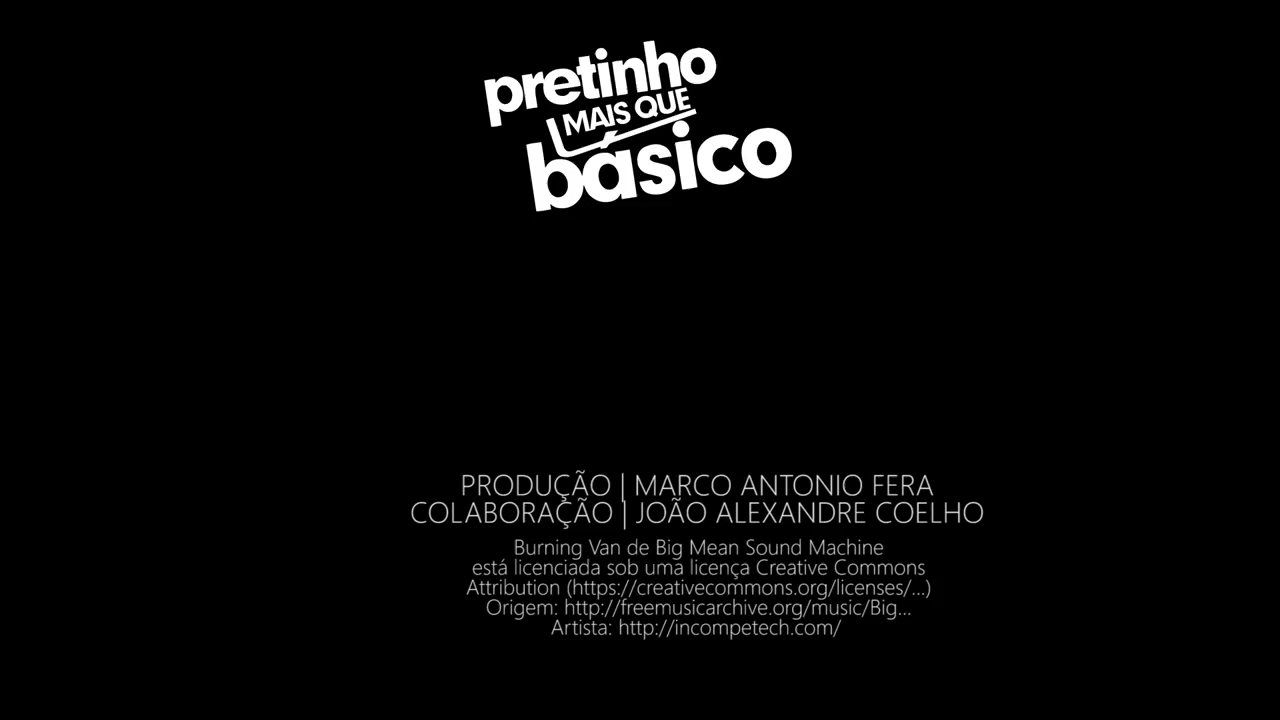 pretinho
MAIS QUE
básico
PRODUÇÃO | MARCO ANTONIO FERA
COLABORAÇÃO | JOÃO ALEXANDRE COELHO
Burning Van de Big Mean Sound Machine
está licenciada sob uma licença Creative Commons
Attribution (https://creativecommons.org/licenses/...)
Origem: http://freemusicarchive.org/music/Big...
Artista: http://incompetech.com/